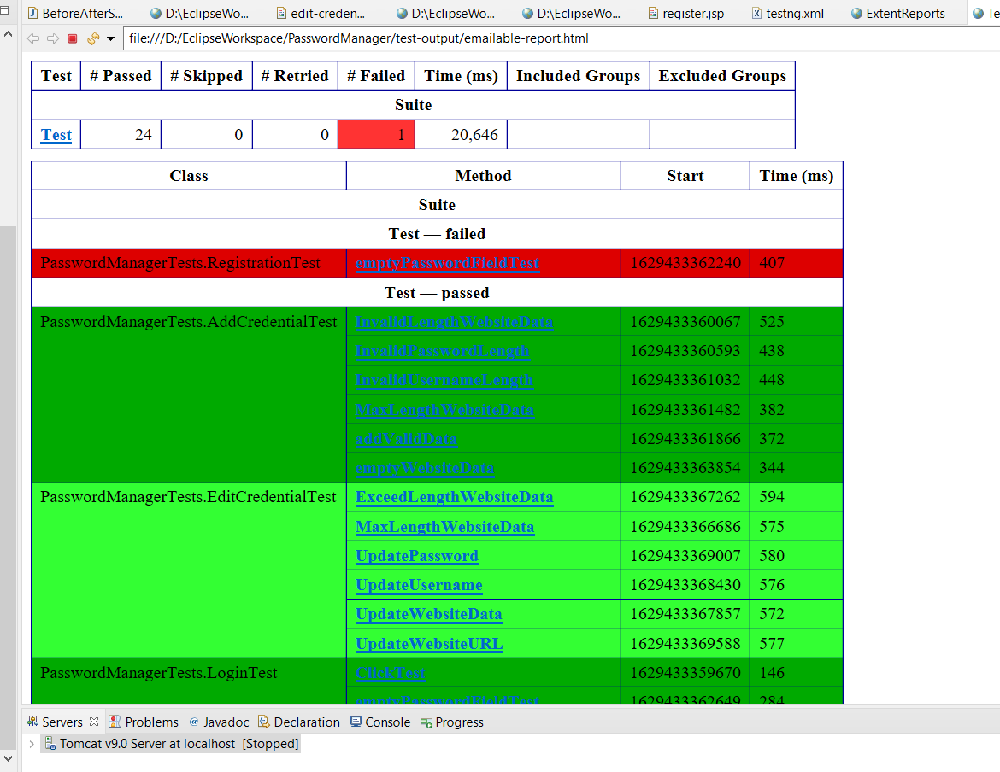 BeforeAfterS... D:\EclipseWo... edit-creden... D:\EclipseWo... D:\EclipseWo... register.jsp testng.xml ExtentReports Te
file:///D:/EclipseWorkspace/PasswordManager/test-output/emailable-report.html
Test # Passed # Skipped # Retried # Failed Time (ms) Included Groups Excluded Groups
Suite
Test 24 0 0 1 20,646
Class Method Start Time (ms)
Suite
Test — failed
PasswordManagerTests.RegistrationTest emptyPasswordFieldTest 1629433362240 407
Test — passed
PasswordManagerTests.AddCredentialTest InvalidLengthWebsiteData 1629433360067 525
InvalidPasswordLength 1629433360593 438
InvalidUsernameLength 1629433361032 448
MaxLengthWebsiteData 1629433361482 382
addValidData 1629433361866 372
emptyWebsiteData 1629433363854 344
PasswordManagerTests.EditCredentialTest ExceedLengthWebsiteData 1629433367262 594
MaxLengthWebsiteData 1629433366686 575
UpdatePassword 1629433369007 580
UpdateUsername 1629433368430 576
UpdateWebsiteData 1629433367857 572
UpdateWebsiteURL 1629433369588 577
PasswordManagerTests.LoginTest ClickTest 1629433359670 146
emptyPasswordFieldTest 1629433362649 284
Servers Problems @ Javadoc Declaration Console Progress
Tomcat v9.0 Server at localhost [Stopped]